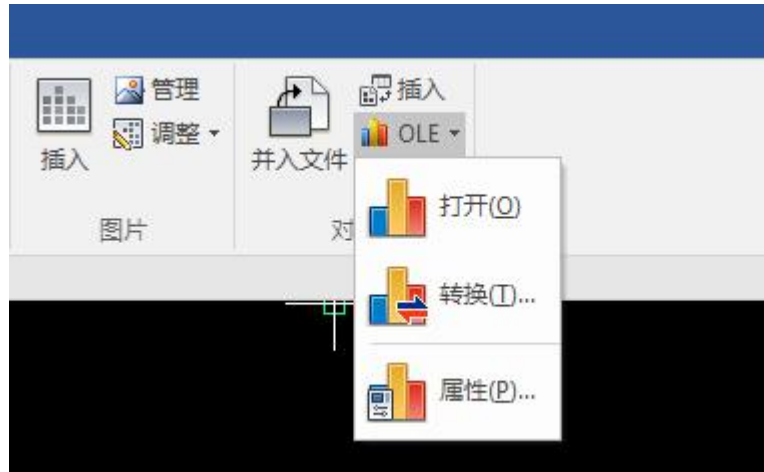 管理
调整
插入
图片
插入
OLE
并入文件
对
打开(O)
转换(T)...
属性(P)...